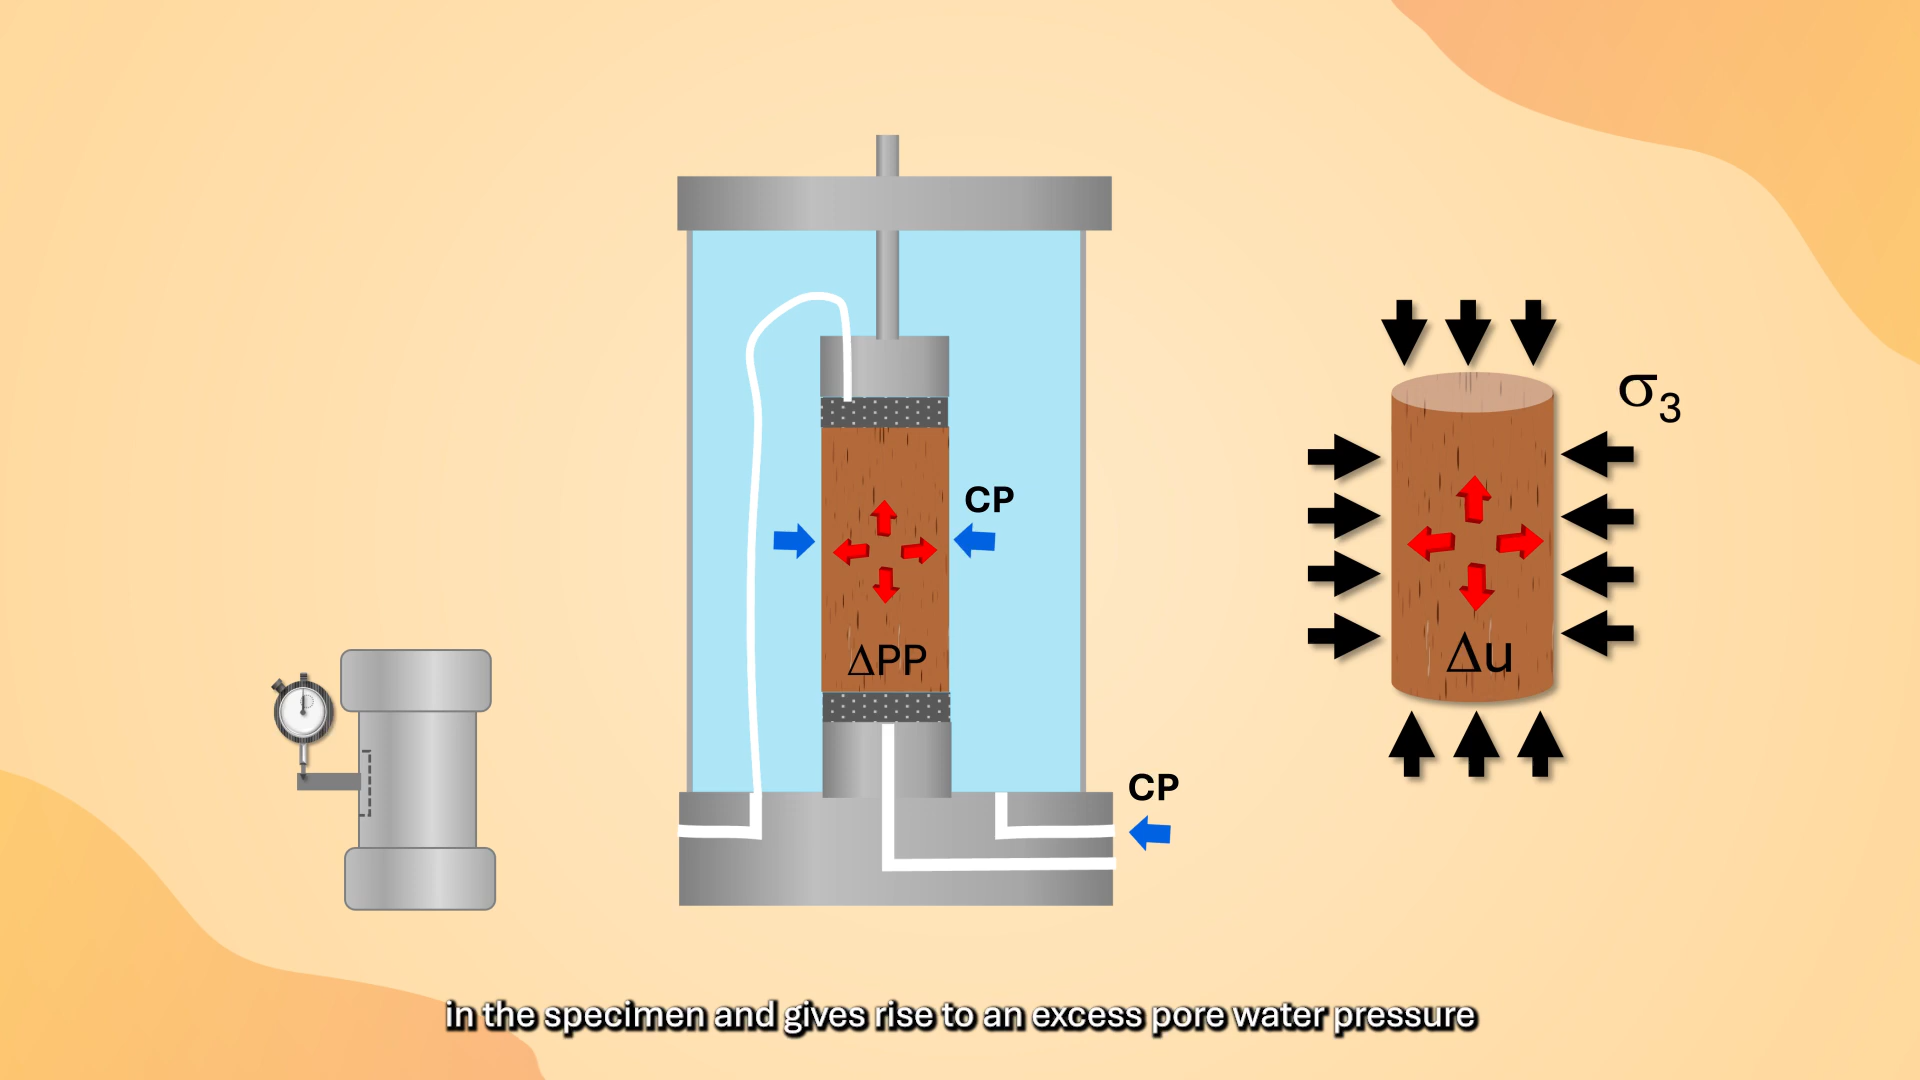 σ3
CP
ΔPP
Δu
CP
in the specimen and gives rise to an excess pore water pressure